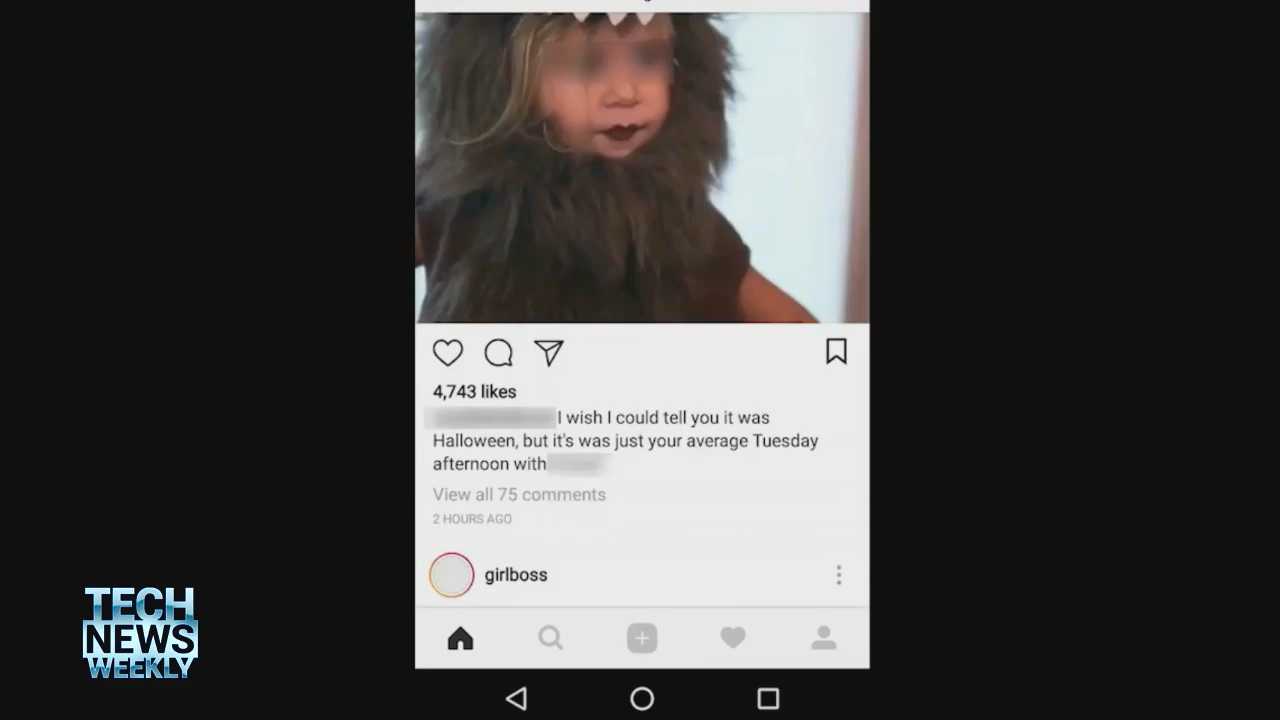 4,743 likes
I wish I could tell you it was
Halloween, but it's was just your average Tuesday
afternoon with
View all 75 comments
2 HOURS AGO
girlboss
TECH
NEWS
WEEKLY